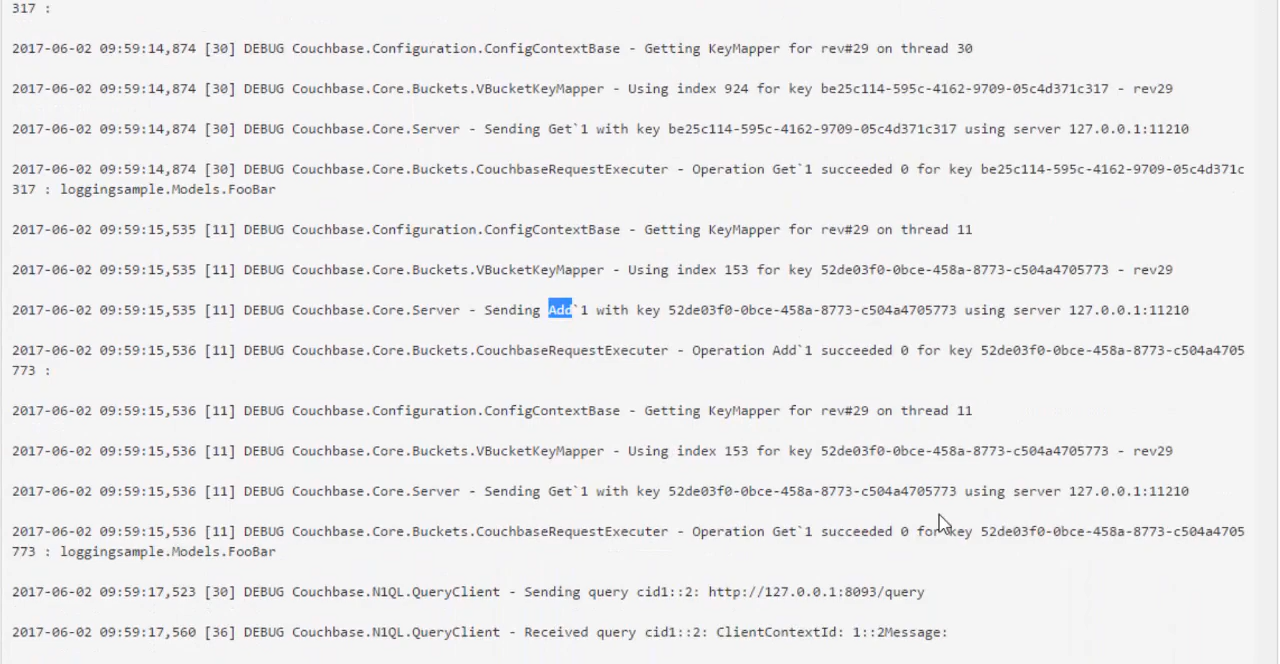 317 :
2017-06-02 09:59:14,874 [30] DEBUG Couchbase.Configuration.ConfigContextBase - Getting KeyMapper for rev#29 on thread 30
2017-06-02 09:59:14,874 [30] DEBUG Couchbase.Core.Buckets.VBucketKeyMapper - Using index 924 for key be25c114-595c-4162-9709-05c4d371c317 - rev29
2017-06-02 09:59:14,874 [30] DEBUG Couchbase.Core.Server - Sending Get`1 with key be25c114-595c-4162-9709-05c4d371c317 using server 127.0.0.1:11210
2017-06-02 09:59:14,874 [30] DEBUG Couchbase.Core.Buckets.CouchbaseRequestExecuter - Operation Get`1 succeeded 0 for key be25c114-595c-4162-9709-05c4d371c
317 : loggingsample.Models.FooBar
2017-06-02 09:59:15,535 [11] DEBUG Couchbase.Configuration.ConfigContextBase - Getting KeyMapper for rev#29 on thread 11
2017-06-02 09:59:15,535 [11] DEBUG Couchbase.Core.Buckets.VBucketKeyMapper - Using index 153 for key 52de03f0-0bce-458a-8773-c504a4705773 - rev29
2017-06-02 09:59:15,535 [11] DEBUG Couchbase.Core.Server - Sending Add`1 with key 52de03f0-0bce-458a-8773-c504a4705773 using server 127.0.0.1:11210
2017-06-02 09:59:15,536 [11] DEBUG Couchbase.Core.Buckets.CouchbaseRequestExecuter - Operation Add`1 succeeded 0 for key 52de03f0-0bce-458a-8773-c504a4705
773 :
2017-06-02 09:59:15,536 [11] DEBUG Couchbase.Configuration.ConfigContextBase - Getting KeyMapper for rev#29 on thread 11
2017-06-02 09:59:15,536 [11] DEBUG Couchbase.Core.Buckets.VBucketKeyMapper - Using index 153 for key 52de03f0-0bce-458a-8773-c504a4705773 - rev29
2017-06-02 09:59:15,536 [11] DEBUG Couchbase.Core.Server - Sending Get`1 with key 52de03f0-0bce-458a-8773-c504a4705773 using server 127.0.0.1:11210
2017-06-02 09:59:15,536 [11] DEBUG Couchbase.Core.Buckets.CouchbaseRequestExecuter - Operation Get`1 succeeded 0 for key 52de03f0-0bce-458a-8773-c504a4705
773 : loggingsample.Models.FooBar
2017-06-02 09:59:17,523 [30] DEBUG Couchbase.N1QL.QueryClient - Sending query cid1::2: http://127.0.0.1:8093/query
2017-06-02 09:59:17,560 [36] DEBUG Couchbase.N1QL.QueryClient - Received query cid1::2: ClientContextId: 1::2Message: